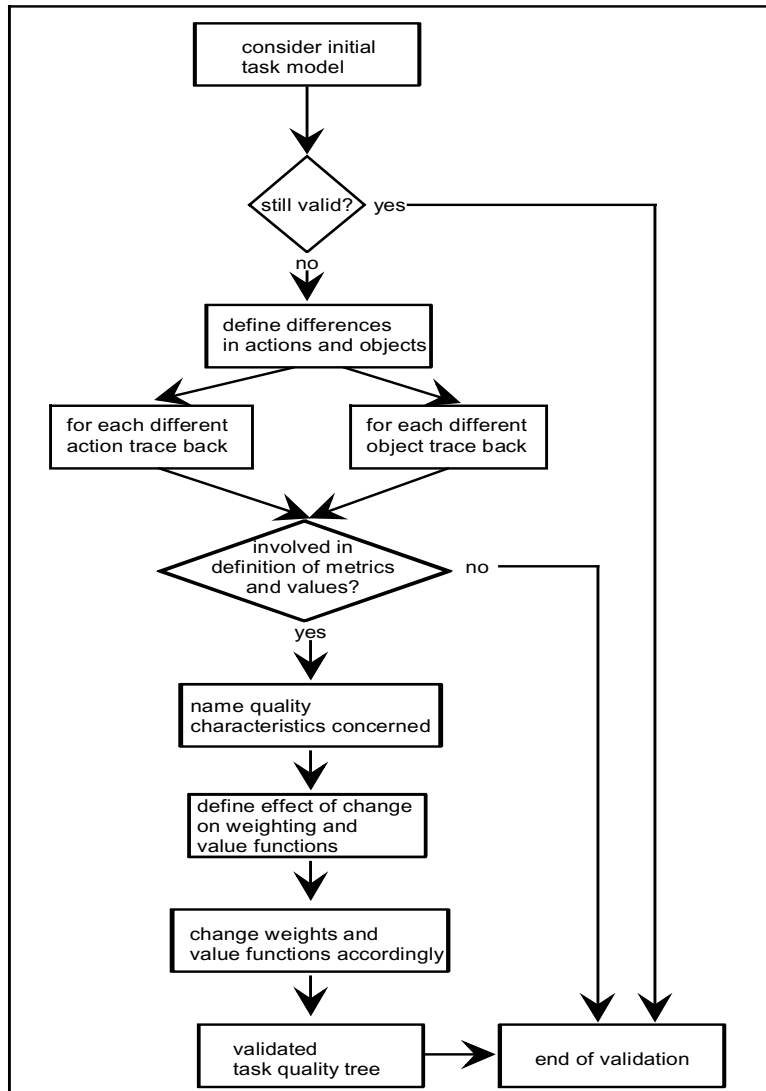 consider initial
task model
still valid?
yes
no
define differences
in actions and objects
for each different
action trace back
for each different
object trace back
involved in
definition of metrics
and values?
no
yes
name quality
characteristics concerned
define effect of change
on weighting and
value functions
change weights and
value functions accordingly
validated
task quality tree
end of validation